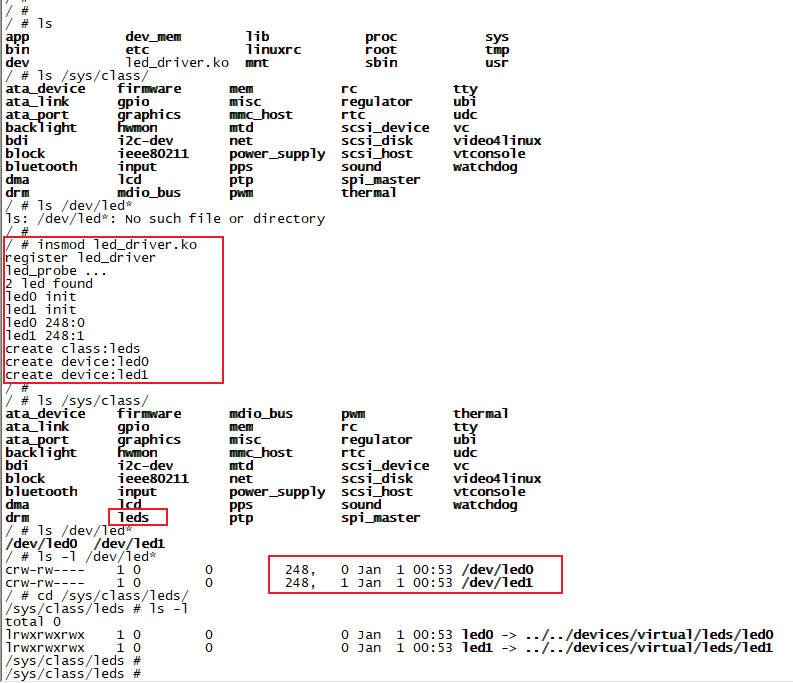 / #
/ #
/ # ls
app dev_mem lib proc sys
bin etc linuxrc root tmp
dev led_driver.ko mnt sbin usr
/ # ls /sys/class/
ata_device firmware mem rc tty
ata_link gpio misc regulator ubi
ata_port graphics mmc_host rtc udc
backlight hwmon mtd scsi_device vc
bdi i2c-dev net scsi_disk video4linux
block ieee80211 power_supply scsi_host vtconsole
bluetooth input pps sound watchdog
dma lcd ptp spi_master
drm mdio_bus pwm thermal
/ # ls /dev/led*
ls: /dev/led*: No such file or directory
/ #
/ # insmod led_driver.ko
register led_driver
led_probe ...
2 led found
led0 init
led1 init
led0 248:0
led1 248:1
create class:leds
create device:led0
create device:led1
/ #
/ # ls /sys/class/
ata_device firmware mdio_bus pwm thermal
ata_link gpio mem rc tty
ata_port graphics misc regulator ubi
backlight hwmon mmc_host rtc udc
bdi i2c-dev mtd scsi_device vc
block ieee80211 net scsi_disk video4linux
bluetooth input power_supply scsi_host vtconsole
dma lcd pps sound watchdog
drm leds ptp spi_master
/ # ls /dev/led*
/dev/led0 /dev/led1
/ # ls -l /dev/led*
crw-rw---- 1 0 0 248, 0 Jan 1 00:53 /dev/led0
crw-rw---- 1 0 0 248, 1 Jan 1 00:53 /dev/led1
/ # cd /sys/class/leds/
/sys/class/leds # ls -l
total 0
lrwxrwxrwx 1 0 0 0 Jan 1 00:53 led0 -> ../../devices/virtual/leds/led0
lrwxrwxrwx 1 0 0 0 Jan 1 00:53 led1 -> ../../devices/virtual/leds/led1
/sys/class/leds #
/sys/class/leds #